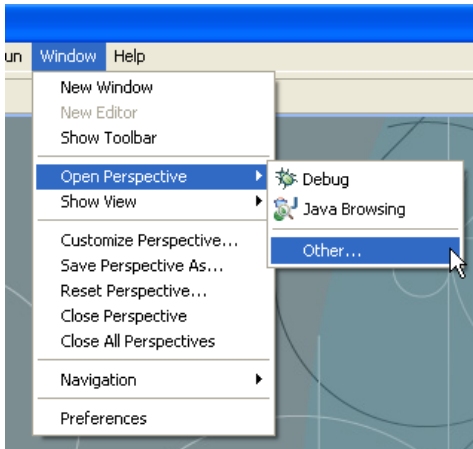 un Window Help
New Window
New Editor
Show Toolbar
Open Perspective
Show View
Customize Perspective...
Save Perspective As...
Reset Perspective...
Close Perspective
Close All Perspectives
Navigation
Preferences
Debug
Java Browsing
Other...